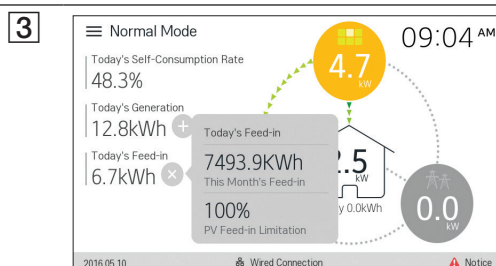 3
Normal Mode
09:04 AM
Today's Self-Consumption Rate
48.3%
4.7
kW
Today's Generation
12.8kWh
Today's Feed-in
6.7kWh
Today's Feed-in
7493.9KWh
This Month's Feed-in
100%
PV Feed-in Limitation
.5
kW
y 0.0kWh
0.0
kW
2016.05.10
Wired Connection
Notice